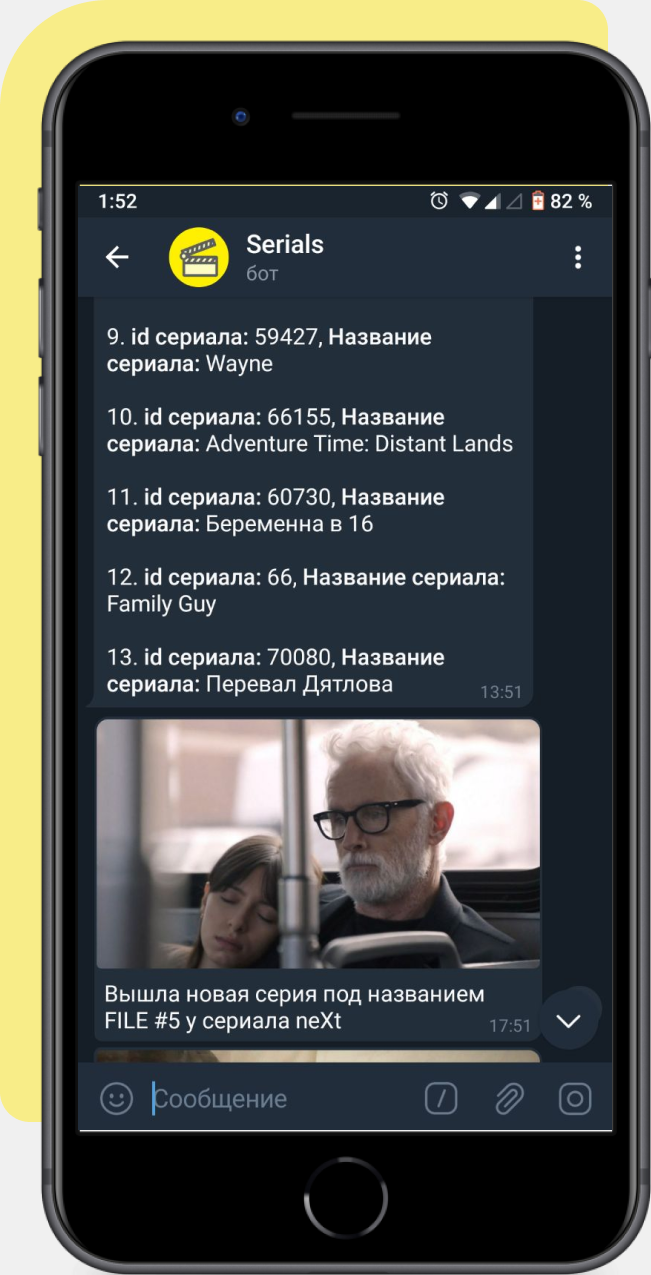 1:52
82 %
Serials
бот
9. id сериала: 59427, Название
сериала: Wayne
10. id сериала: 66155, Название
сериала: Adventure Time: Distant Lands
11. id сериала: 60730, Название
сериала: Беременна в 16
12. id сериала: 66, Название сериала:
Family Guy
13. id сериала: 70080, Название
сериала: Перевал Дятлова
13:51
Вышла новая серия под названием
FILE #5 у сериала neXt
17:51
Сообщение